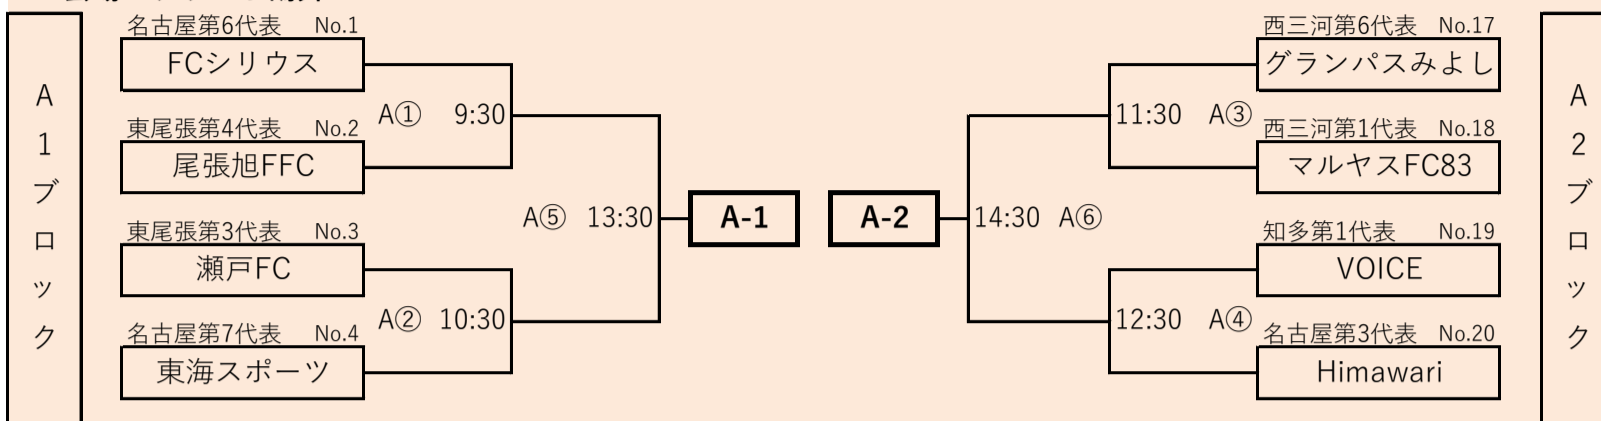 A1ブロック
名古屋第6代表 No.1
FCシリウス
A① 9:30
東尾張第4代表 No.2
尾張旭FFC
A⑤ 13:30
東尾張第3代表 No.3
瀬戸FC
A② 10:30
名古屋第7代表 No.4
東海スポーツ
A-1
A-2
西三河第6代表 No.17
グランパスみよし
11:30 A③
西三河第1代表 No.18
マルヤスFC83
14:30 A⑥
知多第1代表 No.19
VOICE
12:30 A④
名古屋第3代表 No.20
Himawari
A2ブロック